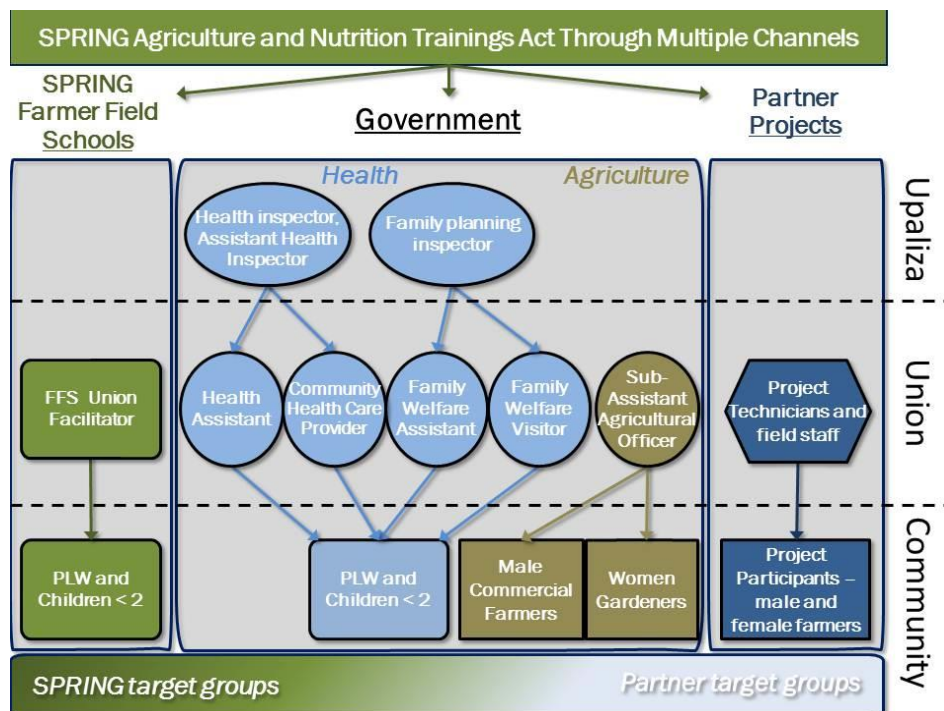 SPRING Agriculture and Nutrition Trainings Act Through Multiple Channels
SPRING
Farmer Field
Schools
Government
Partner
Projects
Health
Agriculture
Upaliza
Health inspector,
Assistant Health
Inspector
Family planning
inspector
Union
FFS Union
Facilitator
Health
Assistant
Community
Health Care
Provider
Family
Welfare
Assistant
Family
Welfare
Visitor
Sub-
Assistant
Agricultural
Officer
Project
Technicians and
field staff
Community
PLW and
Children < 2
PLW and
Children < 2
Male
Commercial
Farmers
Women
Gardeners
Project
Participants –
male and
female farmers
SPRING target groups
Partner target groups